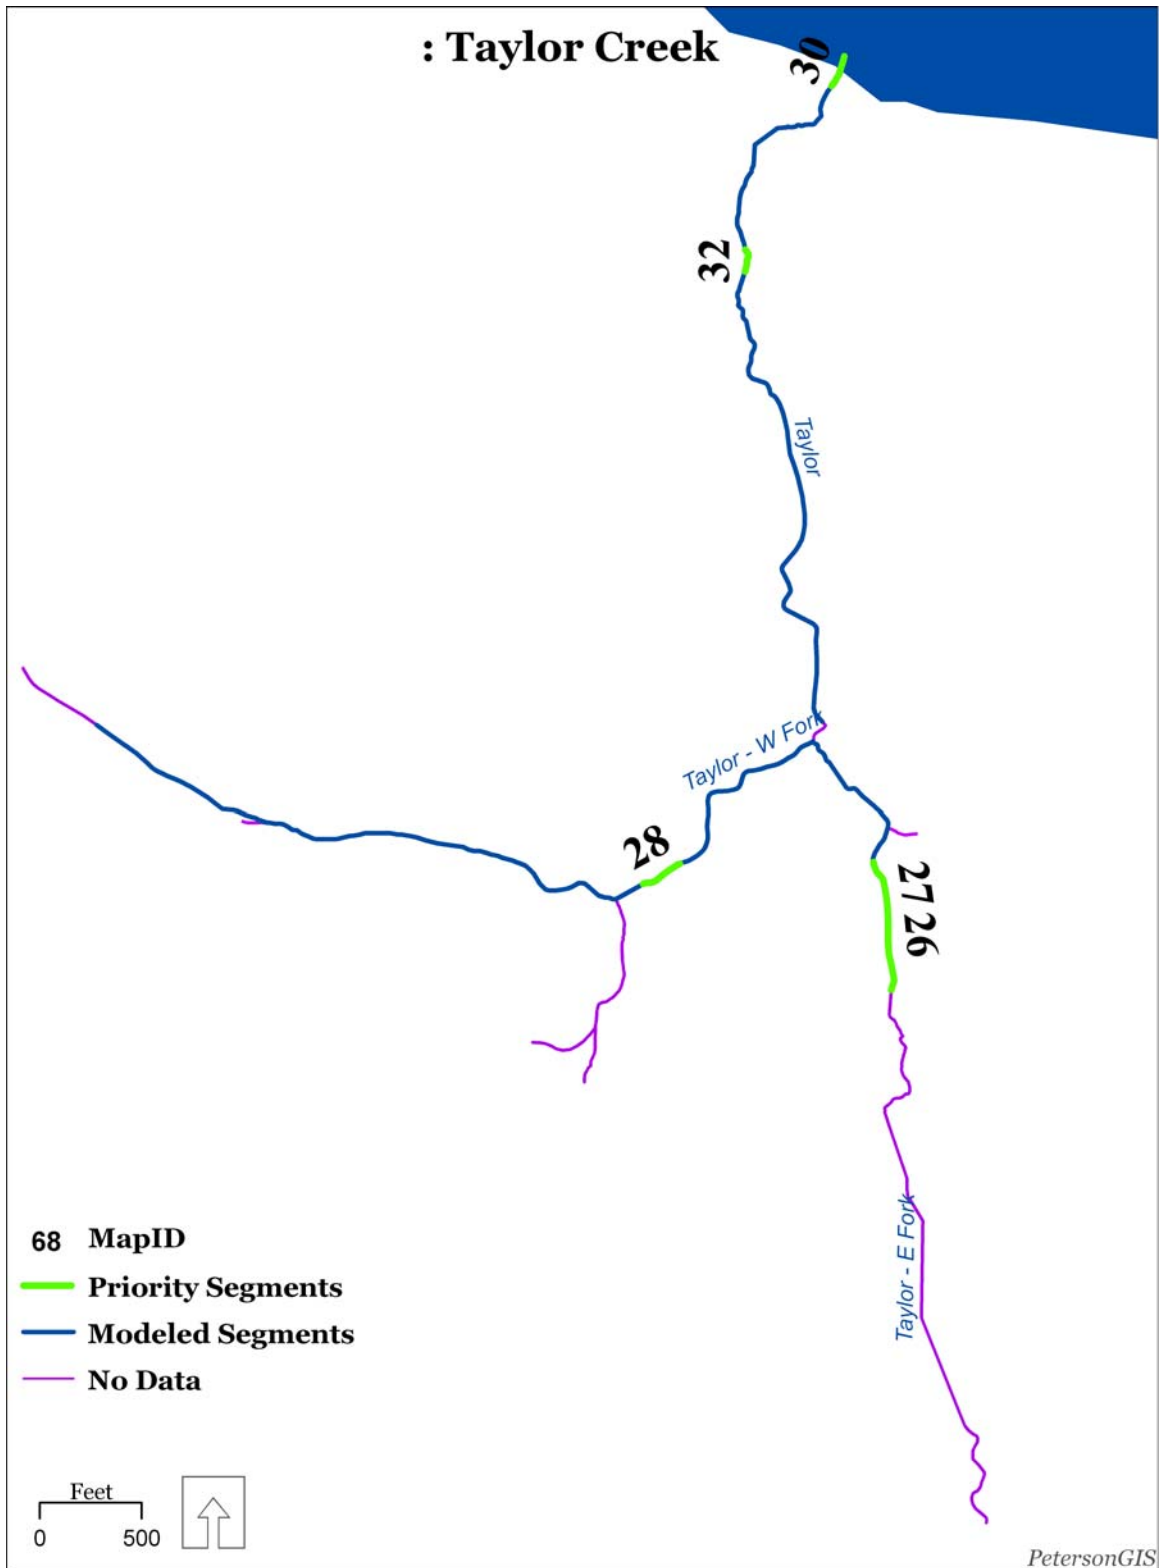 : Taylor Creek
30
32
Taylor
Taylor - W Fork
28
27 26
Taylor - E Fork
68 MapID
Priority Segments
Modeled Segments
No Data
Feet
0 500
PetersonGIS